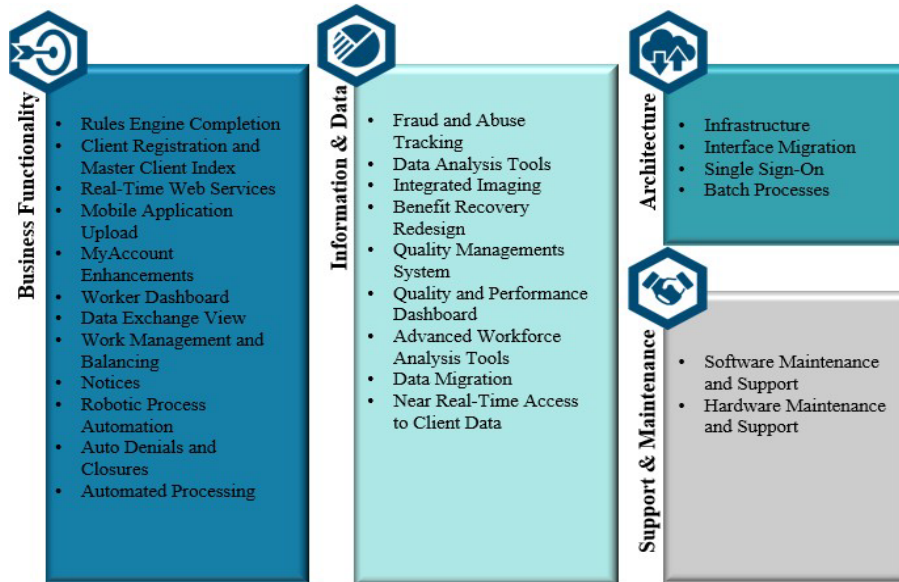 Business Functionality
• Rules Engine Completion
• Client Registration and
Master Client Index
• Real-Time Web Services
• Mobile Application
Upload
• MyAccount
Enhancements
• Worker Dashboard
• Data Exchange View
• Work Management and
Balancing
• Notices
• Robotic Process
Automation
• Auto Denials and
Closures
• Automated Processing
Information & Data
• Fraud and Abuse
Tracking
• Data Analysis Tools
• Integrated Imaging
• Benefit Recovery
Redesign
• Quality Managements
System
• Quality and Performance
Dashboard
• Advanced Workforce
Analysis Tools
• Data Migration
• Near Real-Time Access
to Client Data
Architecture
• Infrastructure
• Interface Migration
• Single Sign-On
• Batch Processes
Support & Maintenance
• Software Maintenance
and Support
• Hardware Maintenance
and Support